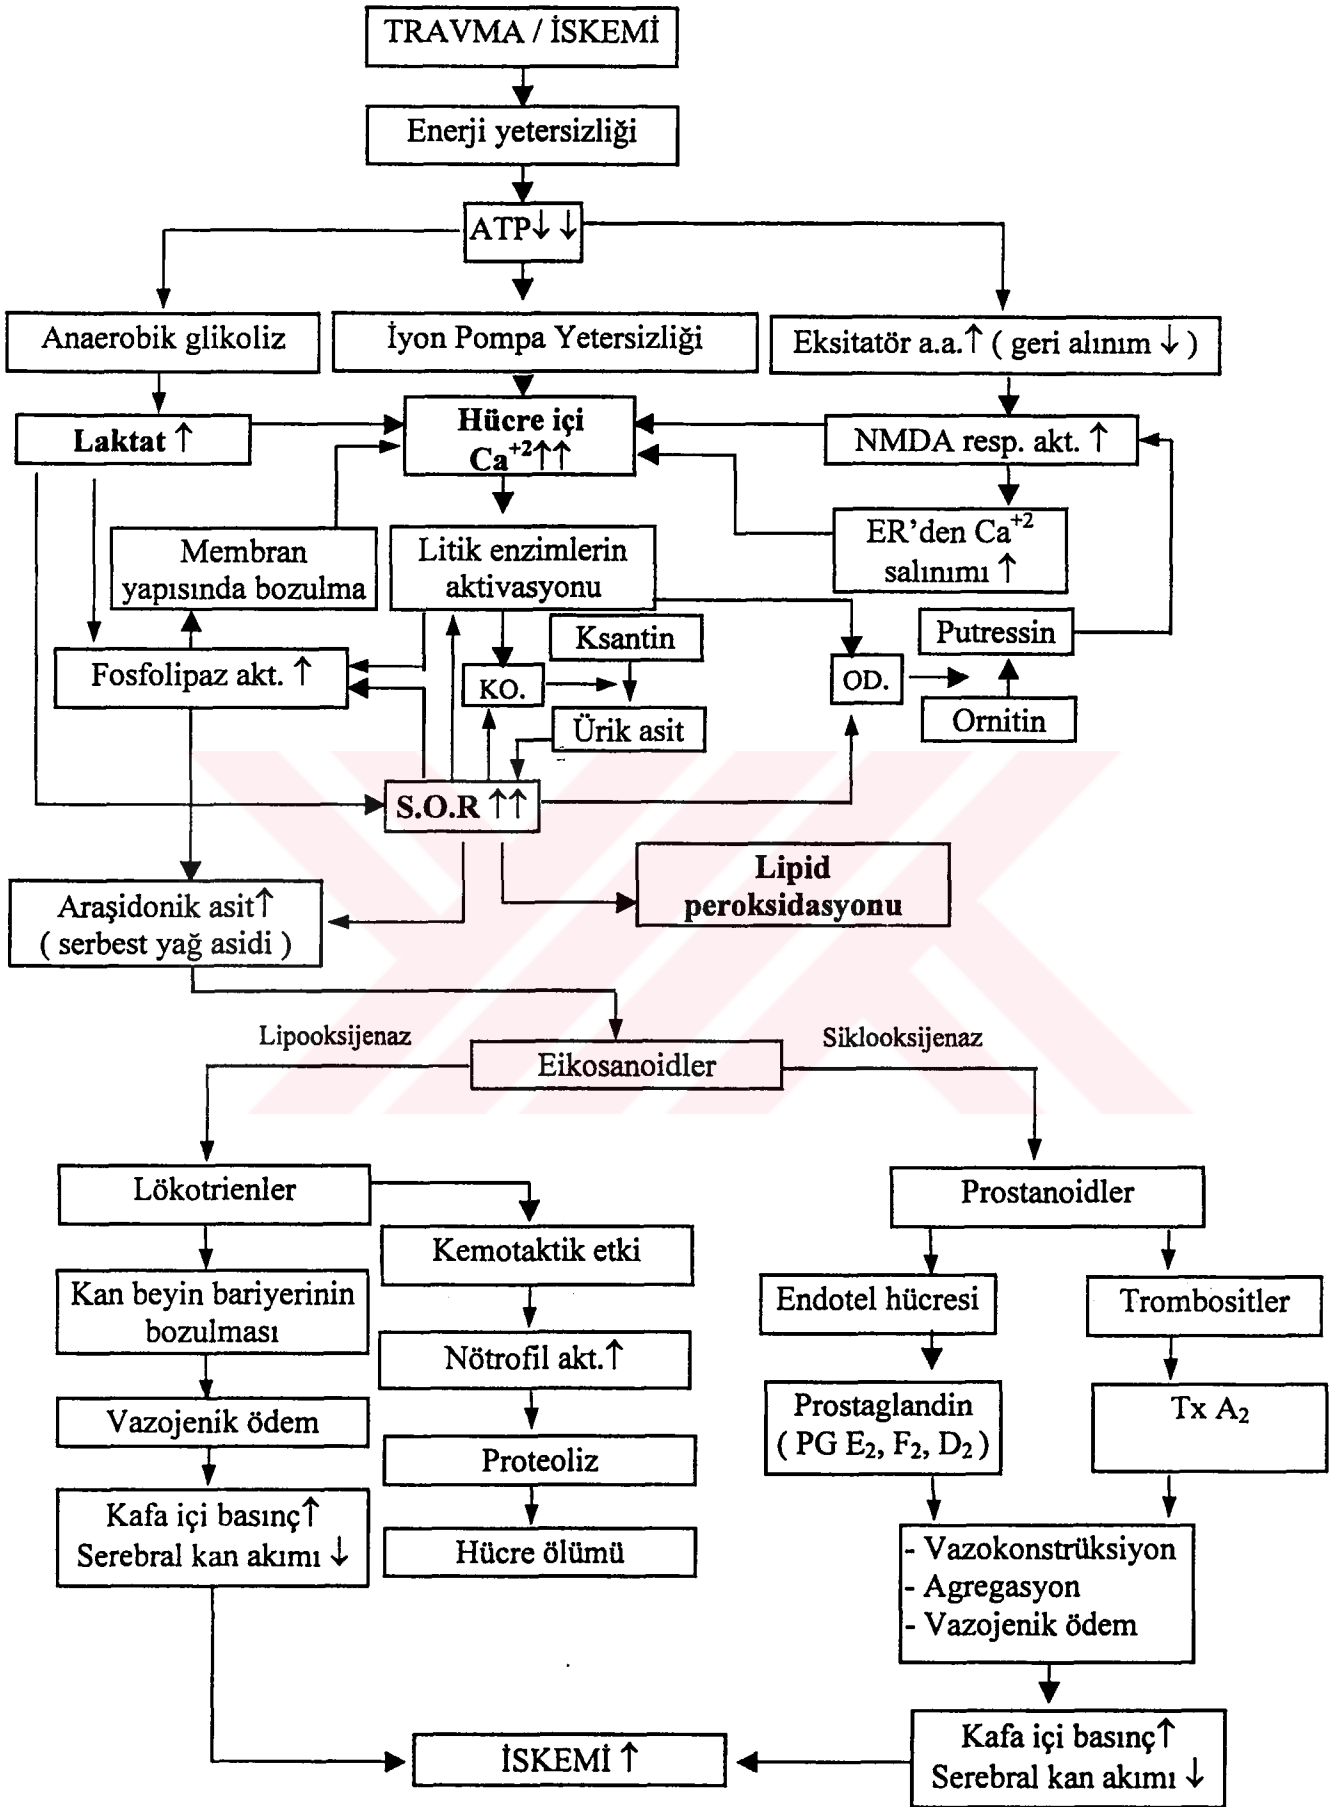 TRAVMA / İSKEMİ
Enerji yetersizliği
ATP↓ ↓
Anaerobik glikoliz
İyon Pompa Yetersizliği
Eksitatör a.a.↑ ( geri alınım ↓ )
Laktat ↑
Hücre içi
Ca⁺²↑↑
NMDA resp. akt. ↑
Membran
yapısında bozulma
Litik enzimlerin
aktivasyonu
ER’den Ca⁺²
salınımı ↑
Ksantin
Putressin
Fosfolipaz akt. ↑
KO.
OD.
Ürik asit
Ornitin
S.O.R ↑↑
Lipid
peroksidasyonu
Araşidonik asit↑
( serbest yağ asidi )
Lipooksijenaz
Siklooksijenaz
Eikosanoidler
Lökotrienler
Prostanoidler
Kemotaktik etki
Kan beyin bariyerinin
bozulması
Endotel hücresi
Trombositler
Nötrofil akt.↑
Vazojenik ödem
Prostaglandin
( PG E₂, F₂, D₂ )
Tx A₂
Proteoliz
Kafa içi basınç↑
Serebral kan akımı ↓
Hücre ölümü
- Vazokonstrüksiyon
- Agregasyon
- Vazojenik ödem
İSKEMİ ↑
Kafa içi basınç↑
Serebral kan akımı ↓